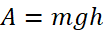 𝐴 = 𝑚𝑔ℎ